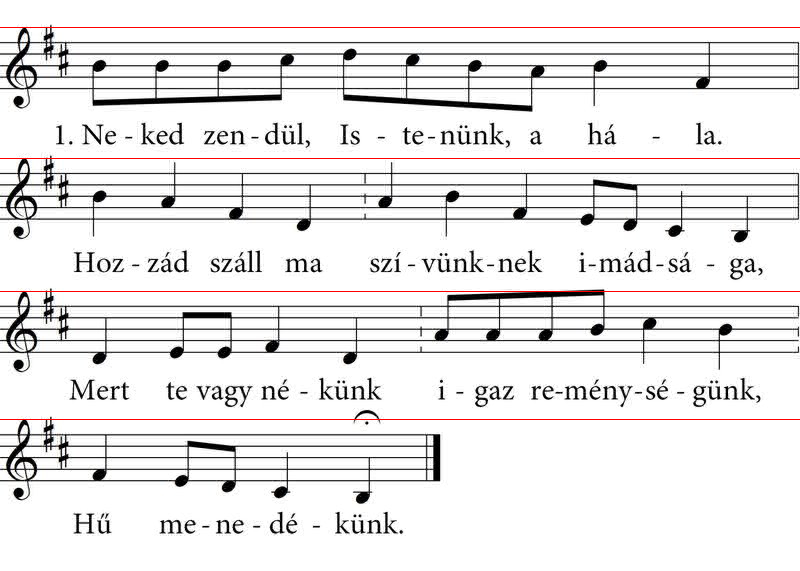 1. Ne - ked zen - dül, Is - te - nünk, a há - la.
Hoz - zád száll ma szí - vünk - nek i - mád - sá - ga,
Mert te vagy né - künk i - gaz re - mény - sé - günk,
Hű me - ne - dé - künk.